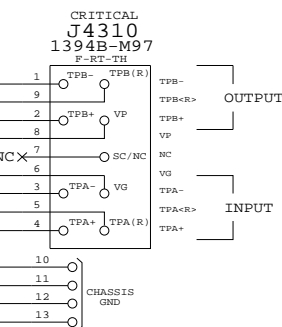 CRITICAL
J4310
1394B-M97
F-RT-TH
1 TPB- TPB(R) TPB-
9 TPB<R> OUTPUT
2 TPB+ VP TPB+
8 VP
NC 7 SC/NC NC
6 VG
3 TPA- VG TPA-
5 TPA<R> INPUT
4 TPA+ TPA(R) TPA+
10
11
CHASSIS
12 GND
13